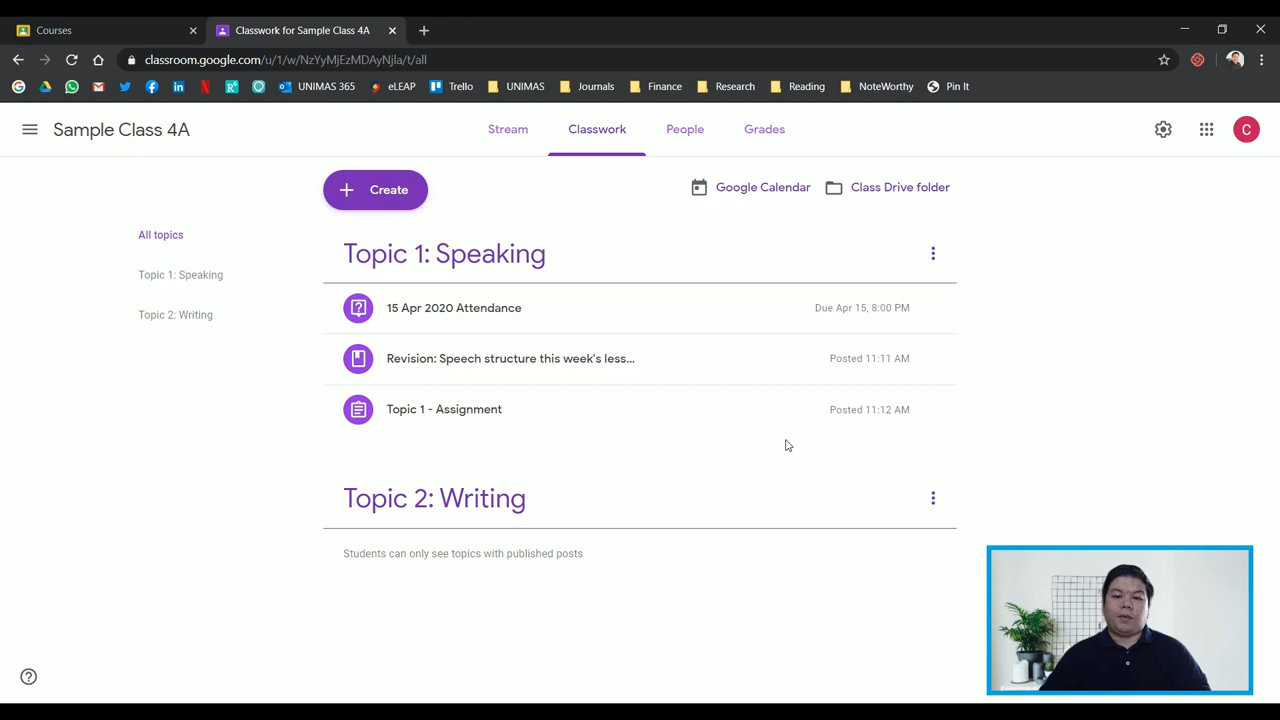 Courses
Classwork for Sample Class 4A
classroom.google.com/u/1/w/NzYyMjEzMDAyNjla/t/all
UNIMAS 365 eLEAP Trello UNIMAS Journals Finance Research Reading NoteWorthy Pin It
Sample Class 4A
Stream Classwork People Grades
C
Create
Google Calendar Class Drive folder
All topics
Topic 1: Speaking
Topic 2: Writing
Topic 1: Speaking
15 Apr 2020 Attendance Due Apr 15, 8:00 PM
Revision: Speech structure this week's less... Posted 11:11 AM
Topic 1 - Assignment Posted 11:12 AM
Topic 2: Writing
Students can only see topics with published posts